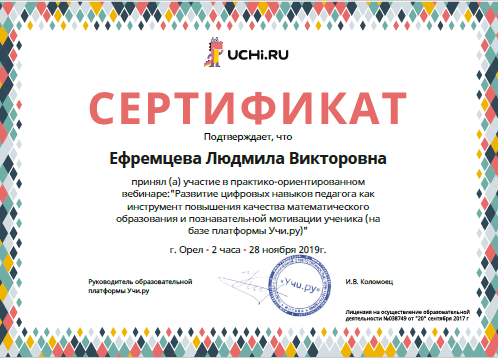 UCHi.RU
СЕРТИФИКАТ
Подтверждает, что
Ефремцева Людмила Викторовна
принял (а) участие в практико-ориентированном
вебинаре:"Развитие цифровых навыков педагога как
инструмент повышения качества математического
образования и познавательной мотивации ученика (на
базе платформы Учи.ру)"
г. Орел - 2 часа - 28 ноября 2019г.
Руководитель образовательной
платформы Учи.ру
«Учи.ру»
И.В. Коломоец
Лицензия на осуществление образовательной
деятельности №038749 от "20" сентября 2017 г